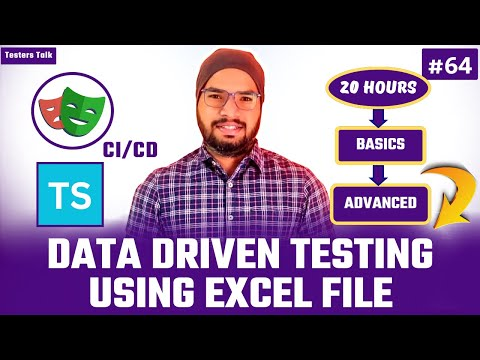 Testers Talk
#64
CI/CD
TS
20 HOURS
BASICS
ADVANCED
DATA DRIVEN TESTING
USING EXCEL FILE